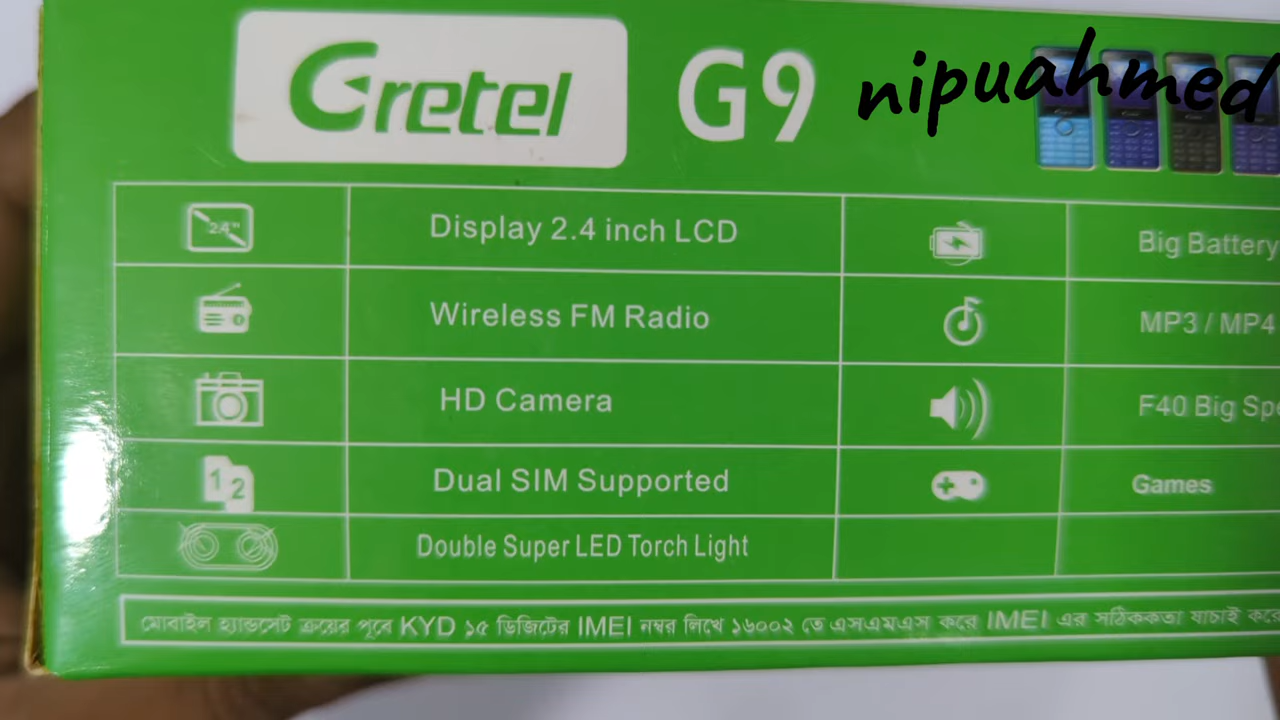 Gretel G9 nipuahmed
2.4" Display 2.4 inch LCD Big Battery
Wireless FM Radio MP3 / MP4
HD Camera F40 Big
1 2 Dual SIM Supported Games
Double Super LED Torch Light
মোবাইল হ্যান্ডসেট ক্রয়ের পূর্বে KYD ১৫ ডিজিটের IMEI নম্বর লিখে ১৬০০২ তে এসএমএস করে IMEI এর সঠিকতা যাচাই